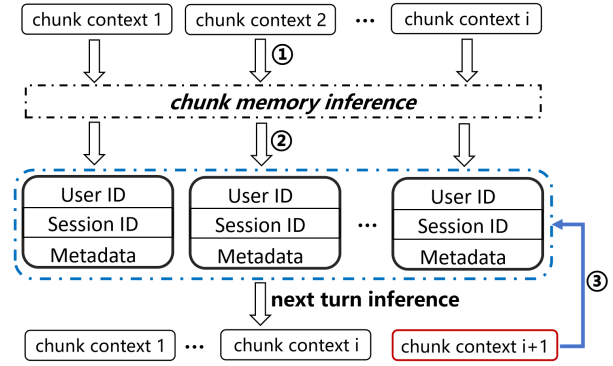 chunk context 1 chunk context 2 ... chunk context i
①
chunk memory inference
②
User ID User ID User ID
Session ID Session ID ... Session ID
Metadata Metadata Metadata
③
next turn inference
chunk context 1 ... chunk context i chunk context i+1